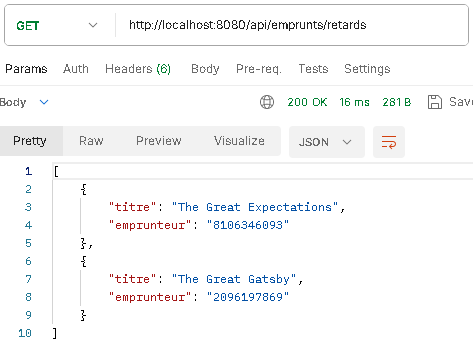 GET http://localhost:8080/api/emprunts/retards
Params Auth Headers (6) Body Pre-req. Tests Settings
Body 200 OK 16 ms 281 B Save
Pretty Raw Preview Visualize JSON
1 [
2 {
3 "titre": "The Great Expectations",
4 "emprunteur": "8106346093"
5 },
6 {
7 "titre": "The Great Gatsby",
8 "emprunteur": "2096197869"
9 }
10 ]